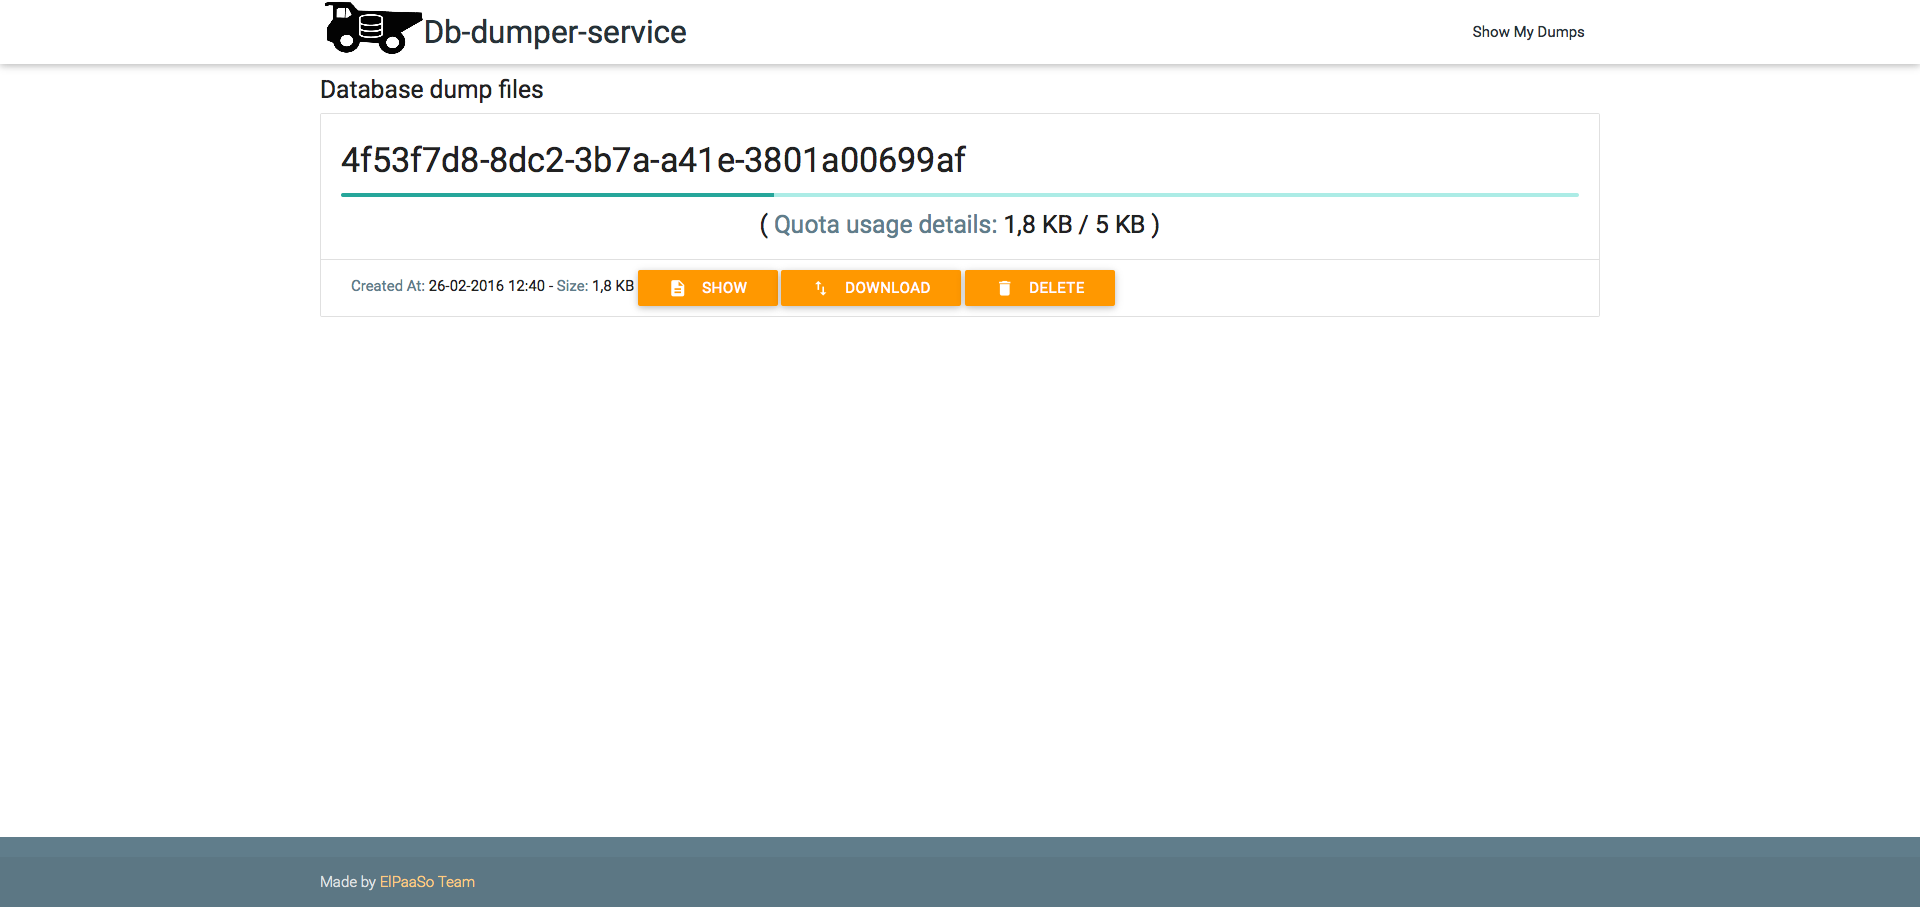 Db-dumper-service
Show My Dumps
Database dump files
4f53f7d8-8dc2-3b7a-a41e-3801a00699af
( Quota usage details: 1,8 KB / 5 KB )
Created At: 26-02-2016 12:40 - Size: 1,8 KB SHOW DOWNLOAD DELETE
Made by ElPaaSo Team